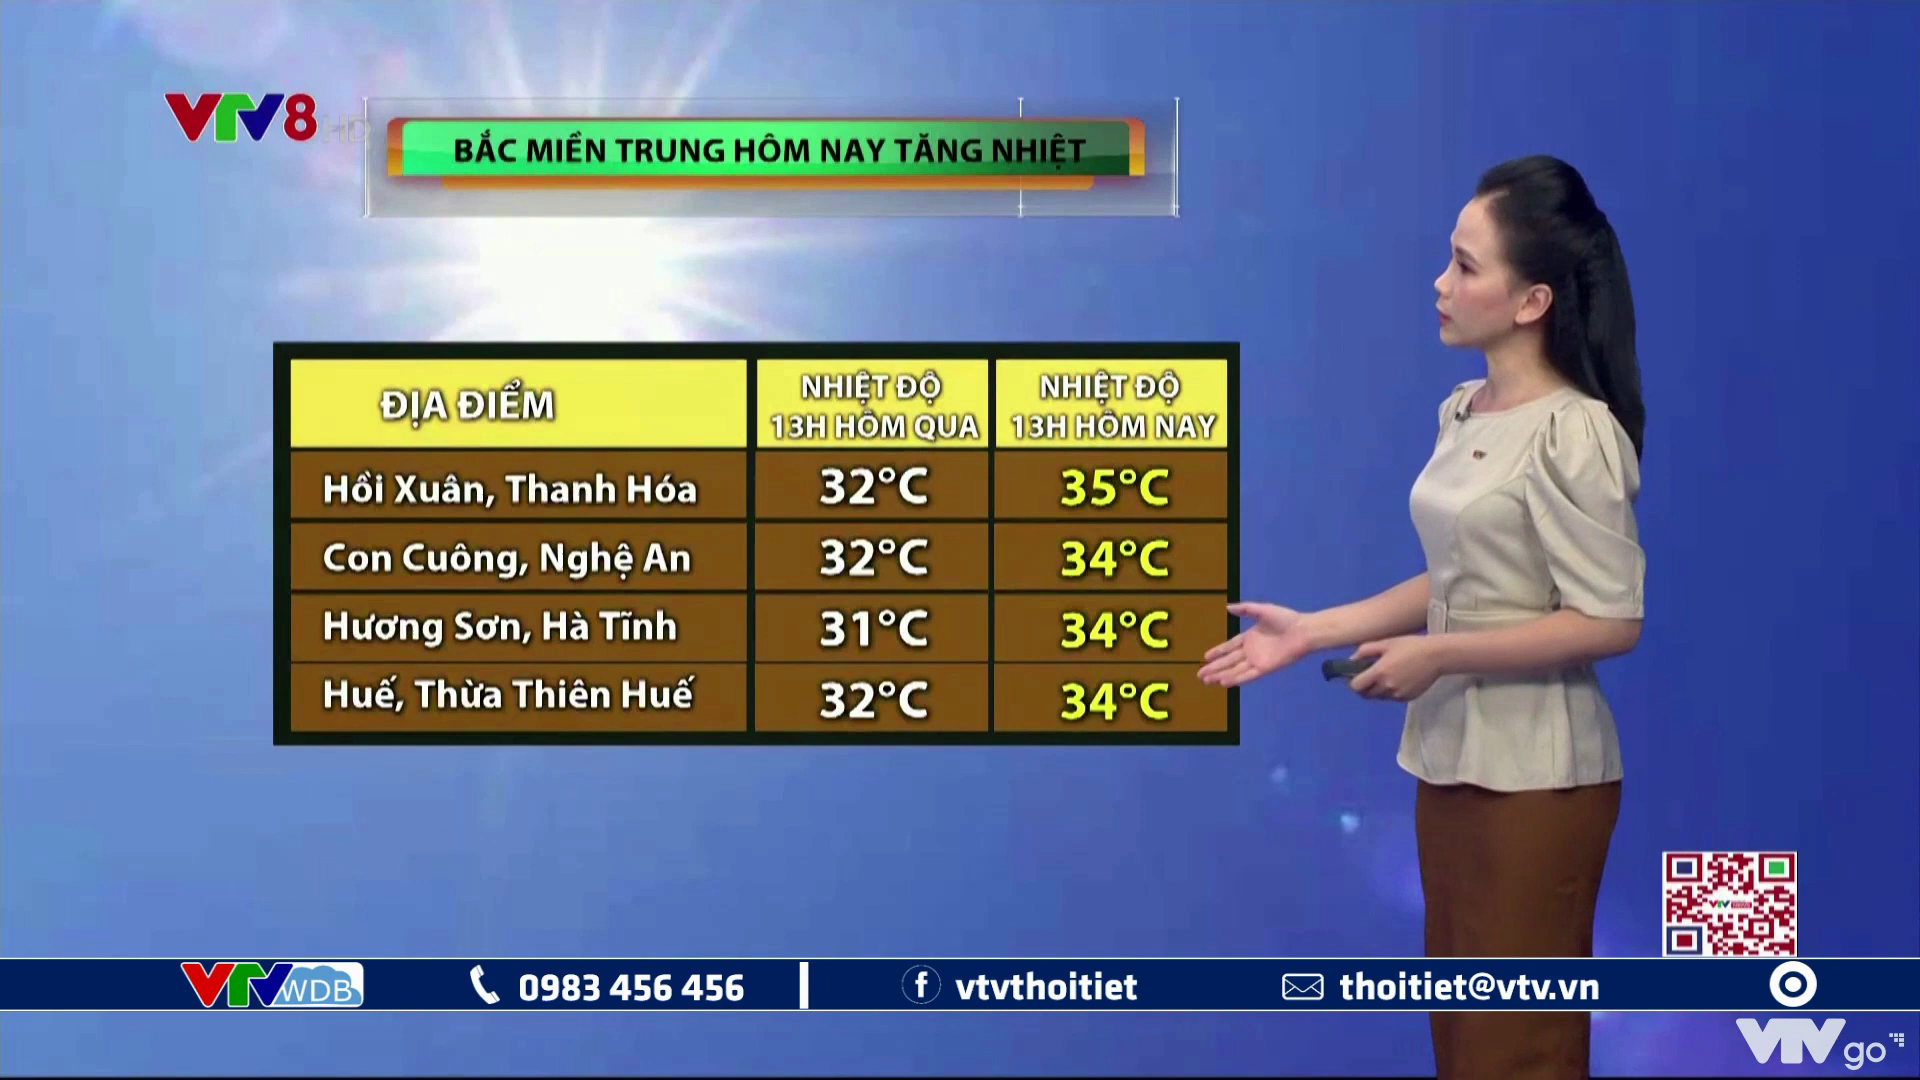 VTV8 HD
BẮC MIỀN TRUNG HÔM NAY TĂNG NHIỆT
ĐỊA ĐIỂM
NHIỆT ĐỘ
13H HÔM QUA
NHIỆT ĐỘ
13H HÔM NAY
Hồi Xuân, Thanh Hóa 32°C 35°C
Con Cuông, Nghệ An 32°C 34°C
Hương Sơn, Hà Tĩnh 31°C 34°C
Huế, Thừa Thiên Huế 32°C 34°C
VTV WDB 0983 456 456 vtvthoitiet thoitiet@vtv.vn
VTV go